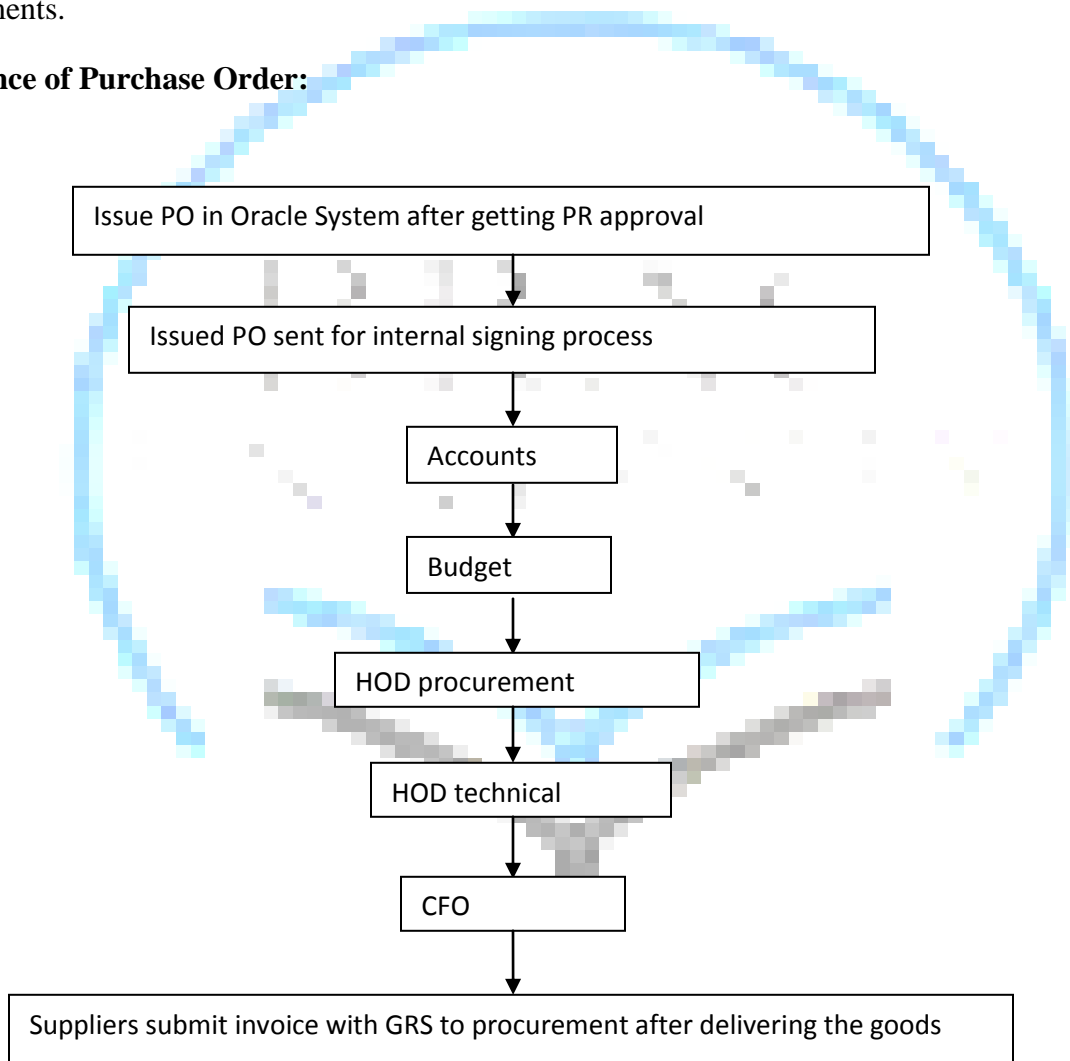 ments.
nce of Purchase Order:
Issue PO in Oracle System after getting PR approval
Issued PO sent for internal signing process
Accounts
Budget
HOD procurement
HOD technical
CFO
Suppliers submit invoice with GRS to procurement after delivering the goods